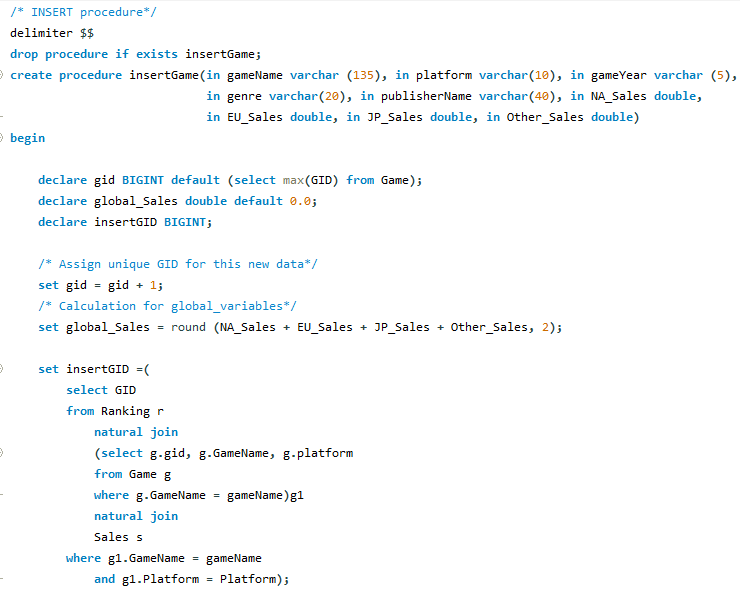 /* INSERT procedure*/
delimiter $$
drop procedure if exists insertGame;
create procedure insertGame(in gameName varchar (135), in platform varchar(10), in gameYear varchar (5),
in genre varchar(20), in publisherName varchar(40), in NA_Sales double,
in EU_Sales double, in JP_Sales double, in Other_Sales double)
begin
declare gid BIGINT default (select max(GID) from Game);
declare global_Sales double default 0.0;
declare insertGID BIGINT;
/* Assign unique GID for this new data*/
set gid = gid + 1;
/* Calculation for global_variables*/
set global_Sales = round (NA_Sales + EU_Sales + JP_Sales + Other_Sales, 2);
set insertGID =(
select GID
from Ranking r
natural join
(select g.gid, g.GameName, g.platform
from Game g
where g.GameName = gameName)g1
natural join
Sales s
where g1.GameName = gameName
and g1.Platform = Platform);